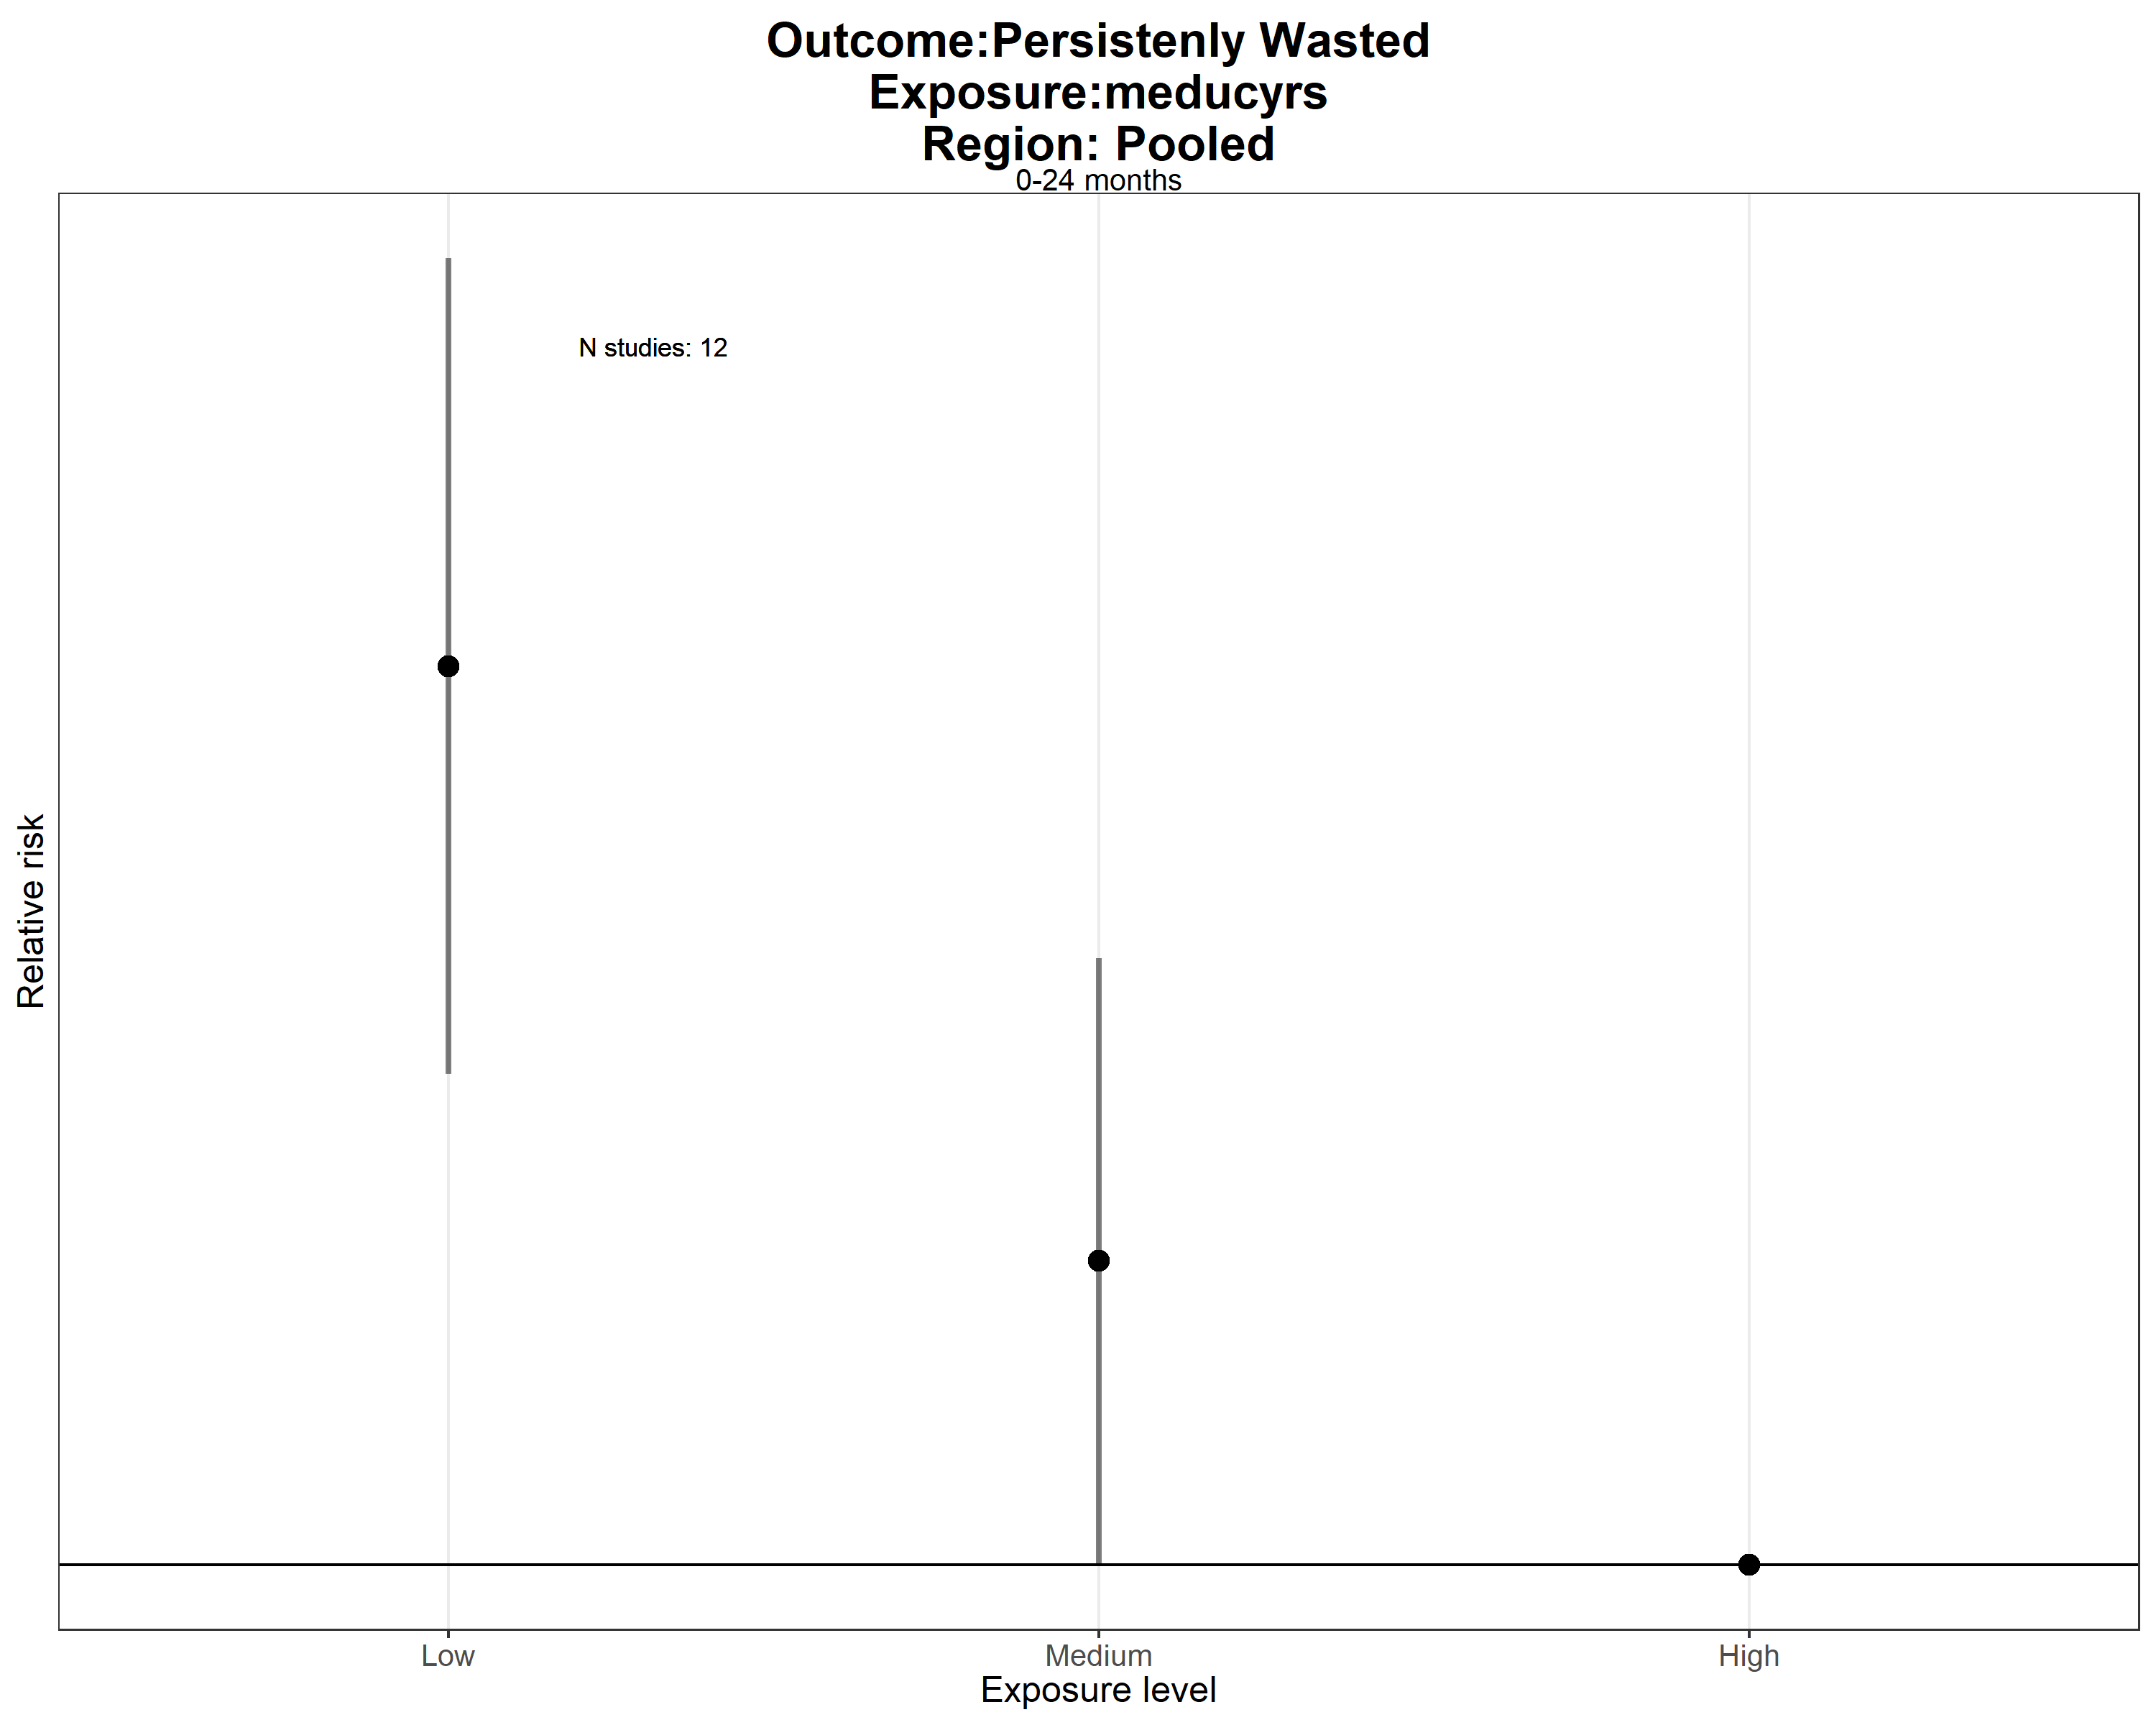 Outcome:Persistenly Wasted
Exposure:meducyrs
Region: Pooled
0-24 months
N studies: 12
Relative risk
Low
Medium
High
Exposure level